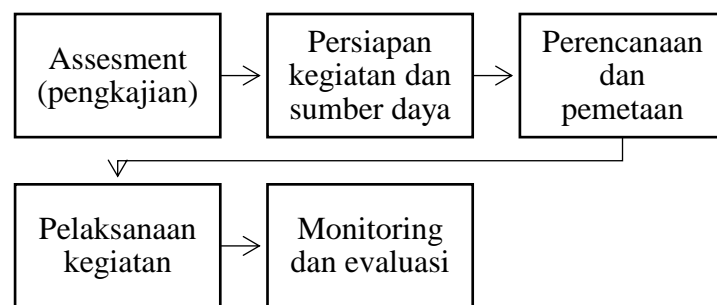 Assesment
(pengkajian)
Persiapan
kegiatan dan
sumber daya
Perencanaan
dan
pemetaan
Pelaksanaan
kegiatan
Monitoring
dan evaluasi